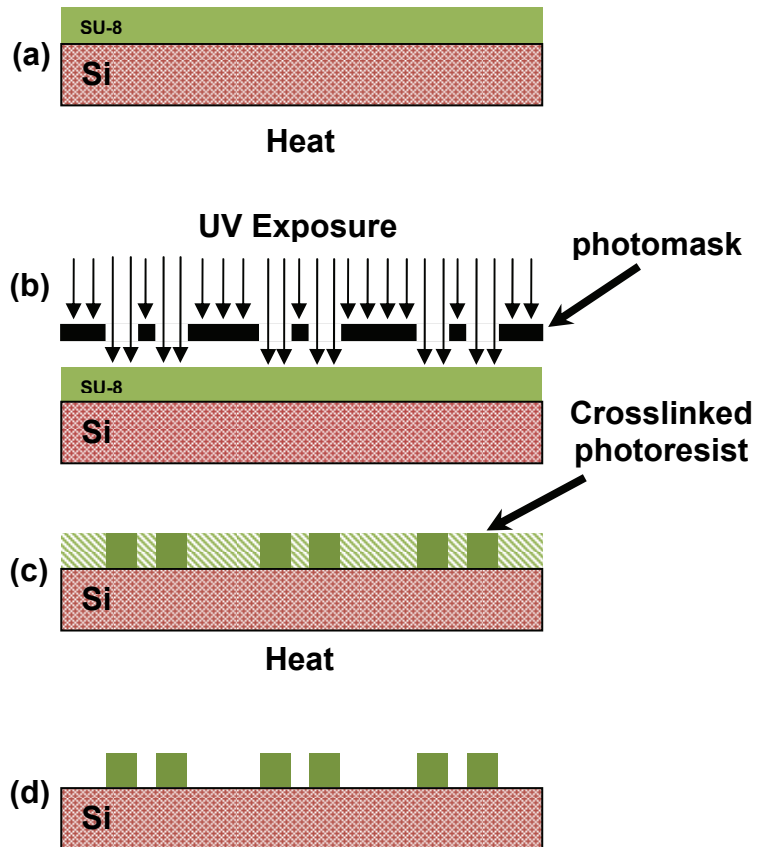 SU-8
(a)
Si
Heat
UV Exposure
photomask
(b)
SU-8
Si
Crosslinked
photoresist
(c)
Si
Heat
(d)
Si